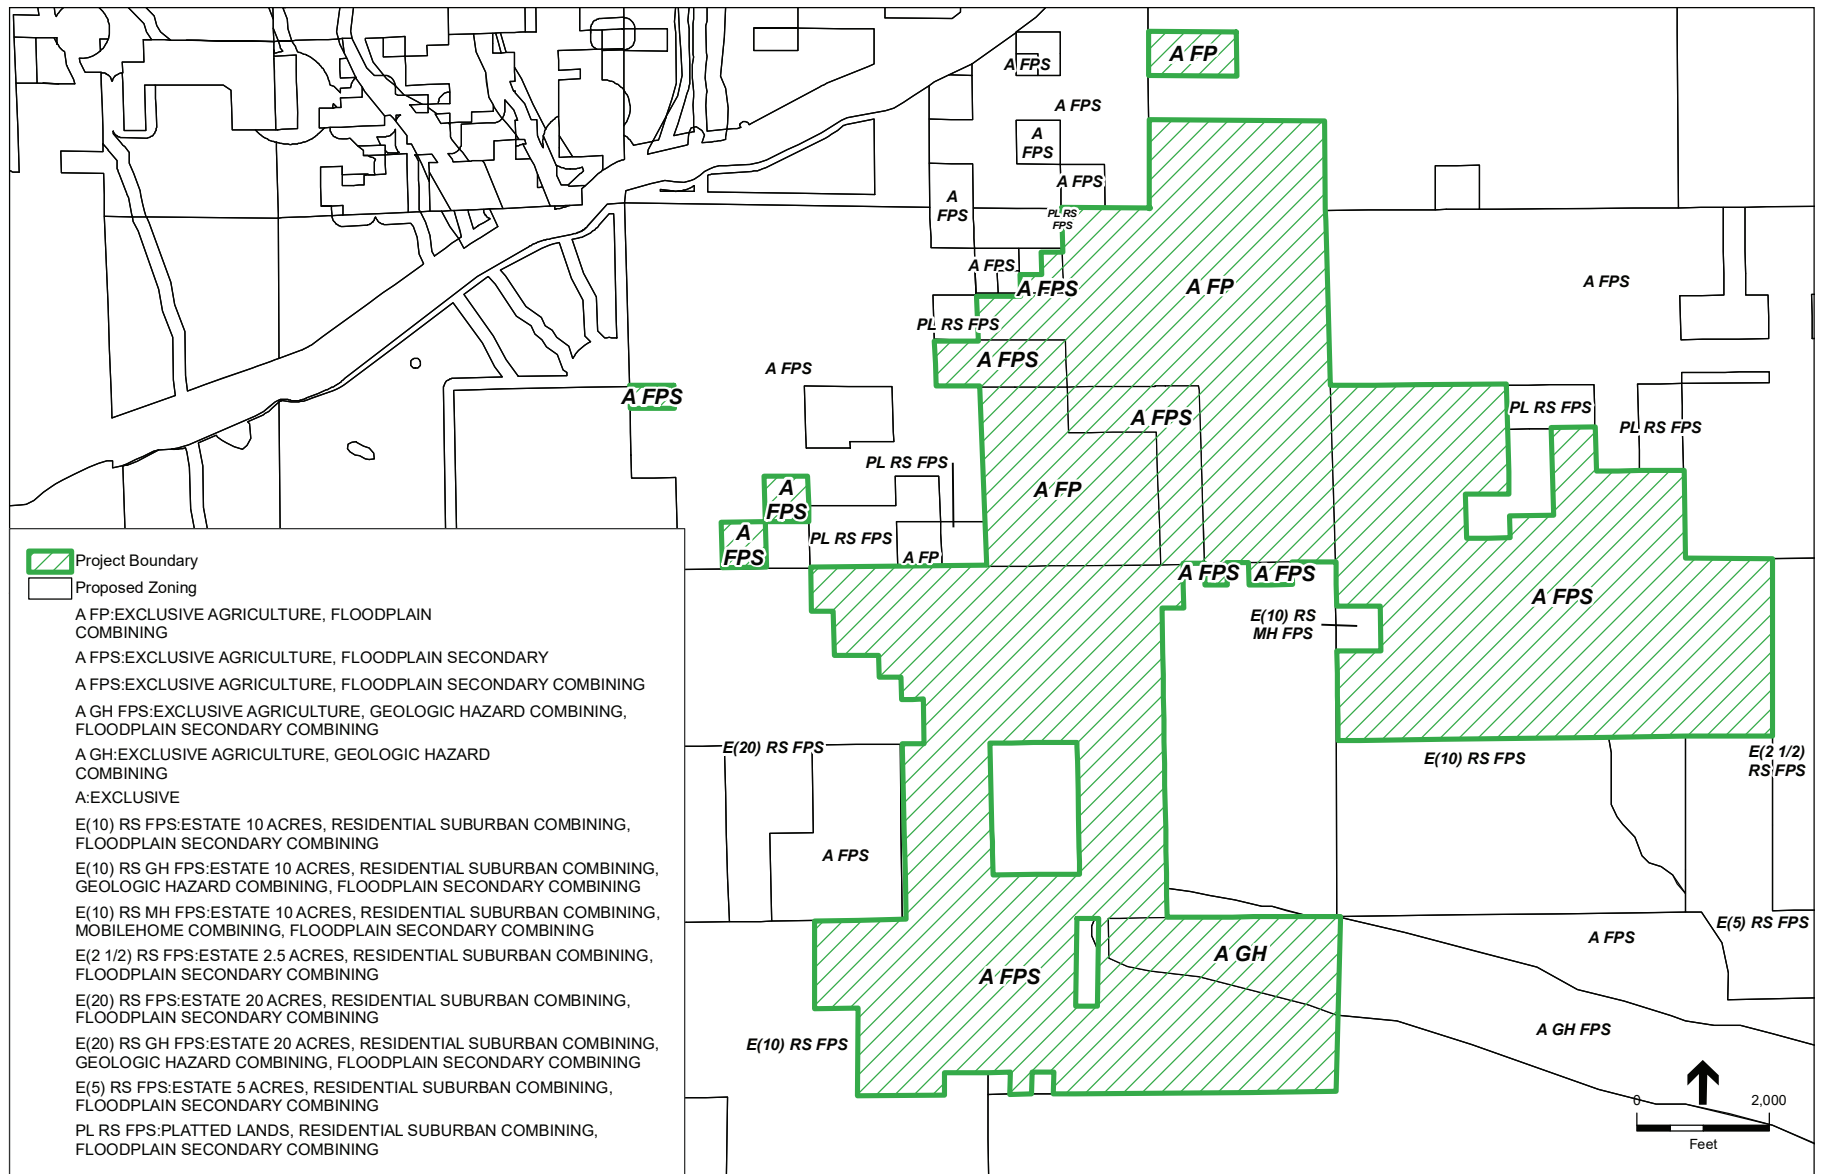 A FP
A FPS
A FPS
A
FPS
A FPS
A
FPS
PL RS
FPS
A FPS
A FPS
A FP
A FPS
PL RS FPS
A FPS
A FPS
A FPS
A FPS
PL RS FPS
PL RS FPS
PL RS FPS
A FP
A
FPS
A
FPS
PL RS FPS
A FP
A FPS
A FPS
A FPS
E(10) RS
MH FPS
E(20) RS FPS
E(10) RS FPS
E(2 1/2)
RS FPS
A FPS
E(5) RS FPS
A FPS
A GH
A FPS
A GH FPS
E(10) RS FPS
Project Boundary
Proposed Zoning
A FP:EXCLUSIVE AGRICULTURE, FLOODPLAIN
COMBINING
A FPS:EXCLUSIVE AGRICULTURE, FLOODPLAIN SECONDARY
A FPS:EXCLUSIVE AGRICULTURE, FLOODPLAIN SECONDARY COMBINING
A GH FPS:EXCLUSIVE AGRICULTURE, GEOLOGIC HAZARD COMBINING,
FLOODPLAIN SECONDARY COMBINING
A GH:EXCLUSIVE AGRICULTURE, GEOLOGIC HAZARD
COMBINING
A:EXCLUSIVE
E(10) RS FPS:ESTATE 10 ACRES, RESIDENTIAL SUBURBAN COMBINING,
FLOODPLAIN SECONDARY COMBINING
E(10) RS GH FPS:ESTATE 10 ACRES, RESIDENTIAL SUBURBAN COMBINING,
GEOLOGIC HAZARD COMBINING, FLOODPLAIN SECONDARY COMBINING
E(10) RS MH FPS:ESTATE 10 ACRES, RESIDENTIAL SUBURBAN COMBINING,
MOBILEHOME COMBINING, FLOODPLAIN SECONDARY COMBINING
E(2 1/2) RS FPS:ESTATE 2.5 ACRES, RESIDENTIAL SUBURBAN COMBINING,
FLOODPLAIN SECONDARY COMBINING
E(20) RS FPS:ESTATE 20 ACRES, RESIDENTIAL SUBURBAN COMBINING,
FLOODPLAIN SECONDARY COMBINING
E(20) RS GH FPS:ESTATE 20 ACRES, RESIDENTIAL SUBURBAN COMBINING,
GEOLOGIC HAZARD COMBINING, FLOODPLAIN SECONDARY COMBINING
E(5) RS FPS:ESTATE 5 ACRES, RESIDENTIAL SUBURBAN COMBINING,
FLOODPLAIN SECONDARY COMBINING
PL RS FPS:PLATTED LANDS, RESIDENTIAL SUBURBAN COMBINING,
FLOODPLAIN SECONDARY COMBINING
0 2,000
Feet